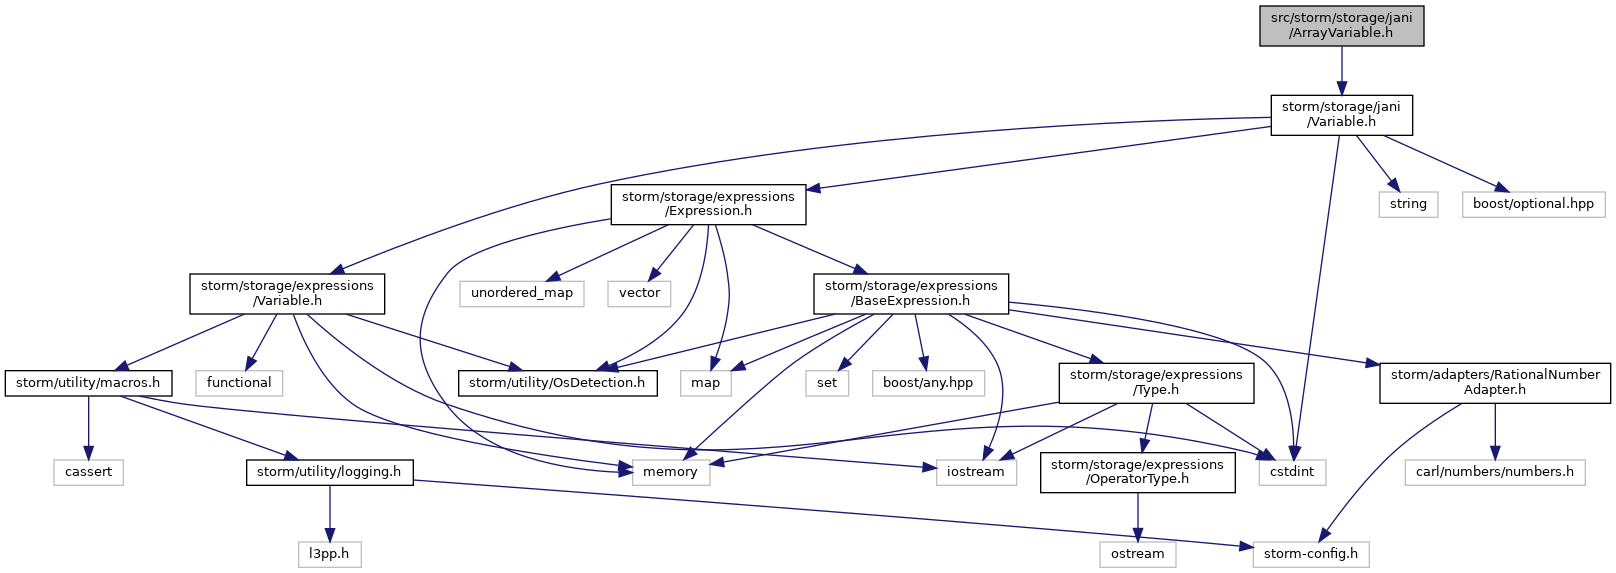 src/storm/storage/jani
/ArrayVariable.h
storm/storage/jani
/Variable.h
storm/storage/expressions
/Expression.h
string
boost/optional.hpp
storm/storage/expressions
/Variable.h
unordered_map
vector
storm/storage/expressions
/BaseExpression.h
storm/utility/macros.h
functional
storm/utility/OsDetection.h
map
set
boost/any.hpp
storm/storage/expressions
/Type.h
storm/adapters/RationalNumber
Adapter.h
cassert
storm/utility/logging.h
memory
iostream
storm/storage/expressions
/OperatorType.h
cstdint
carl/numbers/numbers.h
l3pp.h
ostream
storm-config.h